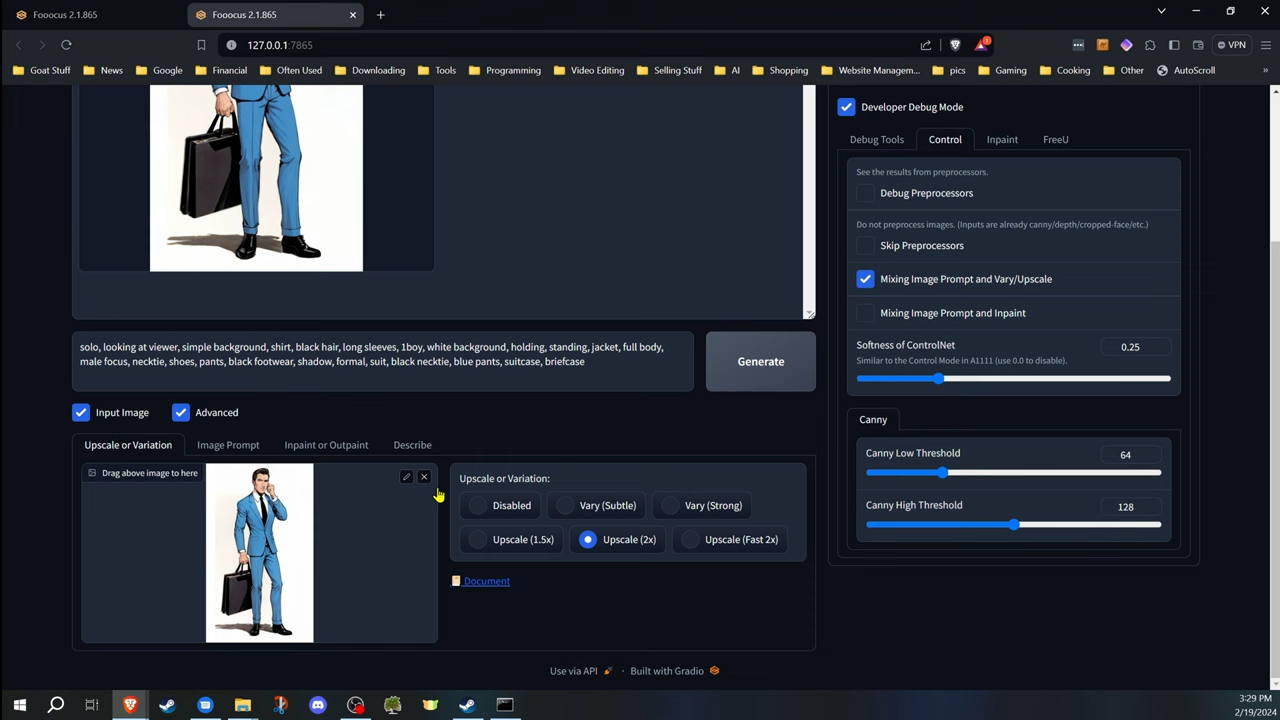 Fooocus 2.1.865
Fooocus 2.1.865
127.0.0.1:7865
VPN
Goat Stuff
News
Google
Financial
Often Used
Downloading
Tools
Programming
Video Editing
Selling Stuff
AI
Shopping
Website Managem...
pics
Gaming
Cooking
Other
AutoScroll
»
Developer Debug Mode
Debug Tools
Control
Inpaint
FreeU
See the results from preprocessors.
Debug Preprocessors
Do not preprocess images. (Inputs are already canny/depth/cropped-face/etc.)
Skip Preprocessors
Mixing Image Prompt and Vary/Upscale
Mixing Image Prompt and Inpaint
Softness of ControlNet
0.25
Similar to the Control Mode in A1111 (use 0.0 to disable).
Canny
Canny Low Threshold
64
Canny High Threshold
128
solo, looking at viewer, simple background, shirt, black hair, long sleeves, 1boy, white background, holding, standing, jacket, full body,
male focus, necktie, shoes, pants, black footwear, shadow, formal, suit, black necktie, blue pants, suitcase, briefcase
Generate
Input Image
Advanced
Upscale or Variation
Image Prompt
Inpaint or Outpaint
Describe
Drag above image to here
Upscale or Variation:
Disabled
Vary (Subtle)
Vary (Strong)
Upscale (1.5x)
Upscale (2x)
Upscale (Fast 2x)
Document
Use via API
·
Built with Gradio
3:29 PM
2/19/2024